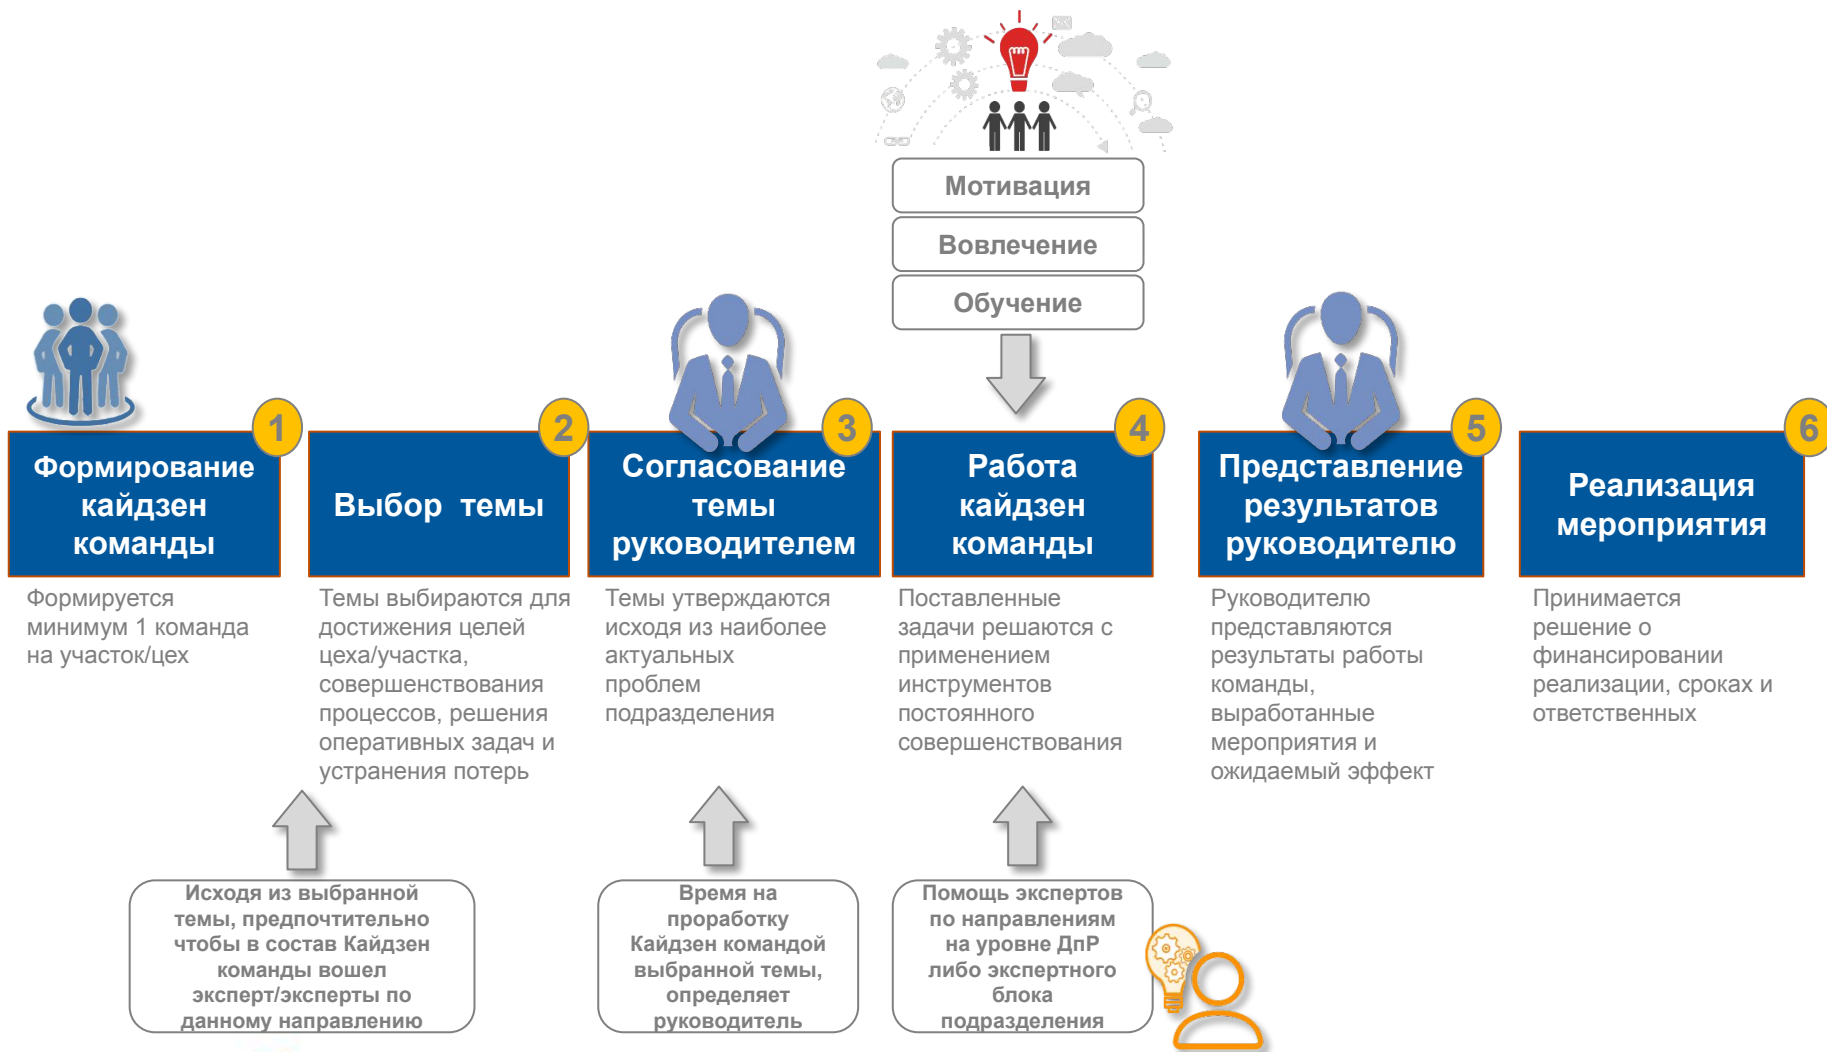 Мотивация
Вовлечение
Обучение
1
Формирование
кайдзен
команды
Формируется
минимум 1 команда
на участок/цех
2
Выбор темы
Темы выбираются для
достижения целей
цеха/участка,
совершенствования
процессов, решения
оперативных задач и
устранения потерь
3
Согласование
темы
руководителем
Темы утверждаются
исходя из наиболее
актуальных
проблем
подразделения
4
Работа
кайдзен
команды
Поставленные
задачи решаются с
применением
инструментов
постоянного
совершенствования
5
Представление
результатов
руководителю
Руководителю
представляются
результаты работы
команды,
выработанные
мероприятия и
ожидаемый эффект
6
Реализация
мероприятия
Принимается
решение о
финансировании
реализации, сроках и
ответственных
Исходя из выбранной
темы, предпочтительно
чтобы в состав Кайдзен
команды вошел
эксперт/эксперты по
данному направлению
Время на
проработку
Кайдзен командой
выбранной темы,
определяет
руководитель
Помощь экспертов
по направлениям
на уровне ДпР
либо экспертного
блока
подразделения